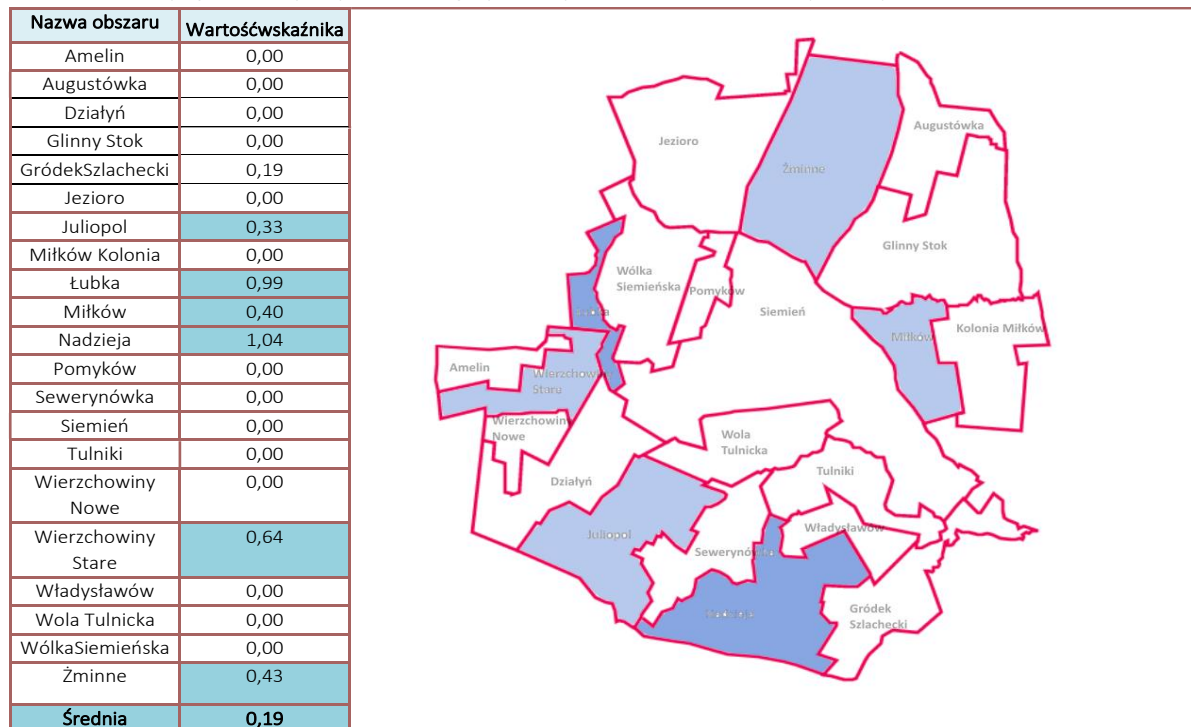 Nazwa obszaru Wartośćwskaźnika
Amelin 0,00
Augustówka 0,00
Działyń 0,00
Glinny Stok 0,00
GródekSzlachecki 0,19
Jezioro 0,00
Juliopol 0,33
Miłków Kolonia 0,00
Łubka 0,99
Miłków 0,40
Nadzieja 1,04
Pomyków 0,00
Sewerynówka 0,00
Siemień 0,00
Tulniki 0,00
Wierzchowiny 0,00
Nowe
Wierzchowiny 0,64
Stare
Władysławów 0,00
Wola Tulnicka 0,00
WólkaSiemieńska 0,00
Żminne 0,43
Średnia 0,19
Augustówka
Jezioro
Żminne
Glinny Stok
Wólka
Siemieńska
Pomyków
Siemień
Kolonia Miłków
Miłków
Amelin
Wierzchowiny
Stare
Wierzchowiny
Nowe
Wola
Tulnicka
Działyń
Tulniki
Juliopol
Władysławów
Sewerynówka
Gródek
Szlachecki